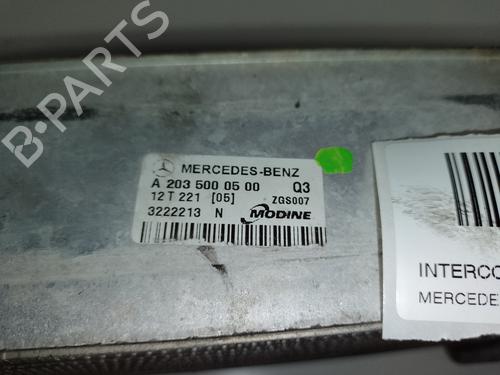 B-PARTS
MERCEDES-BENZ
A 203 500 05 00 Q3
12 T 221 [05] ZGS007
3222213 N MODINE
INTERCO
MERCEDE